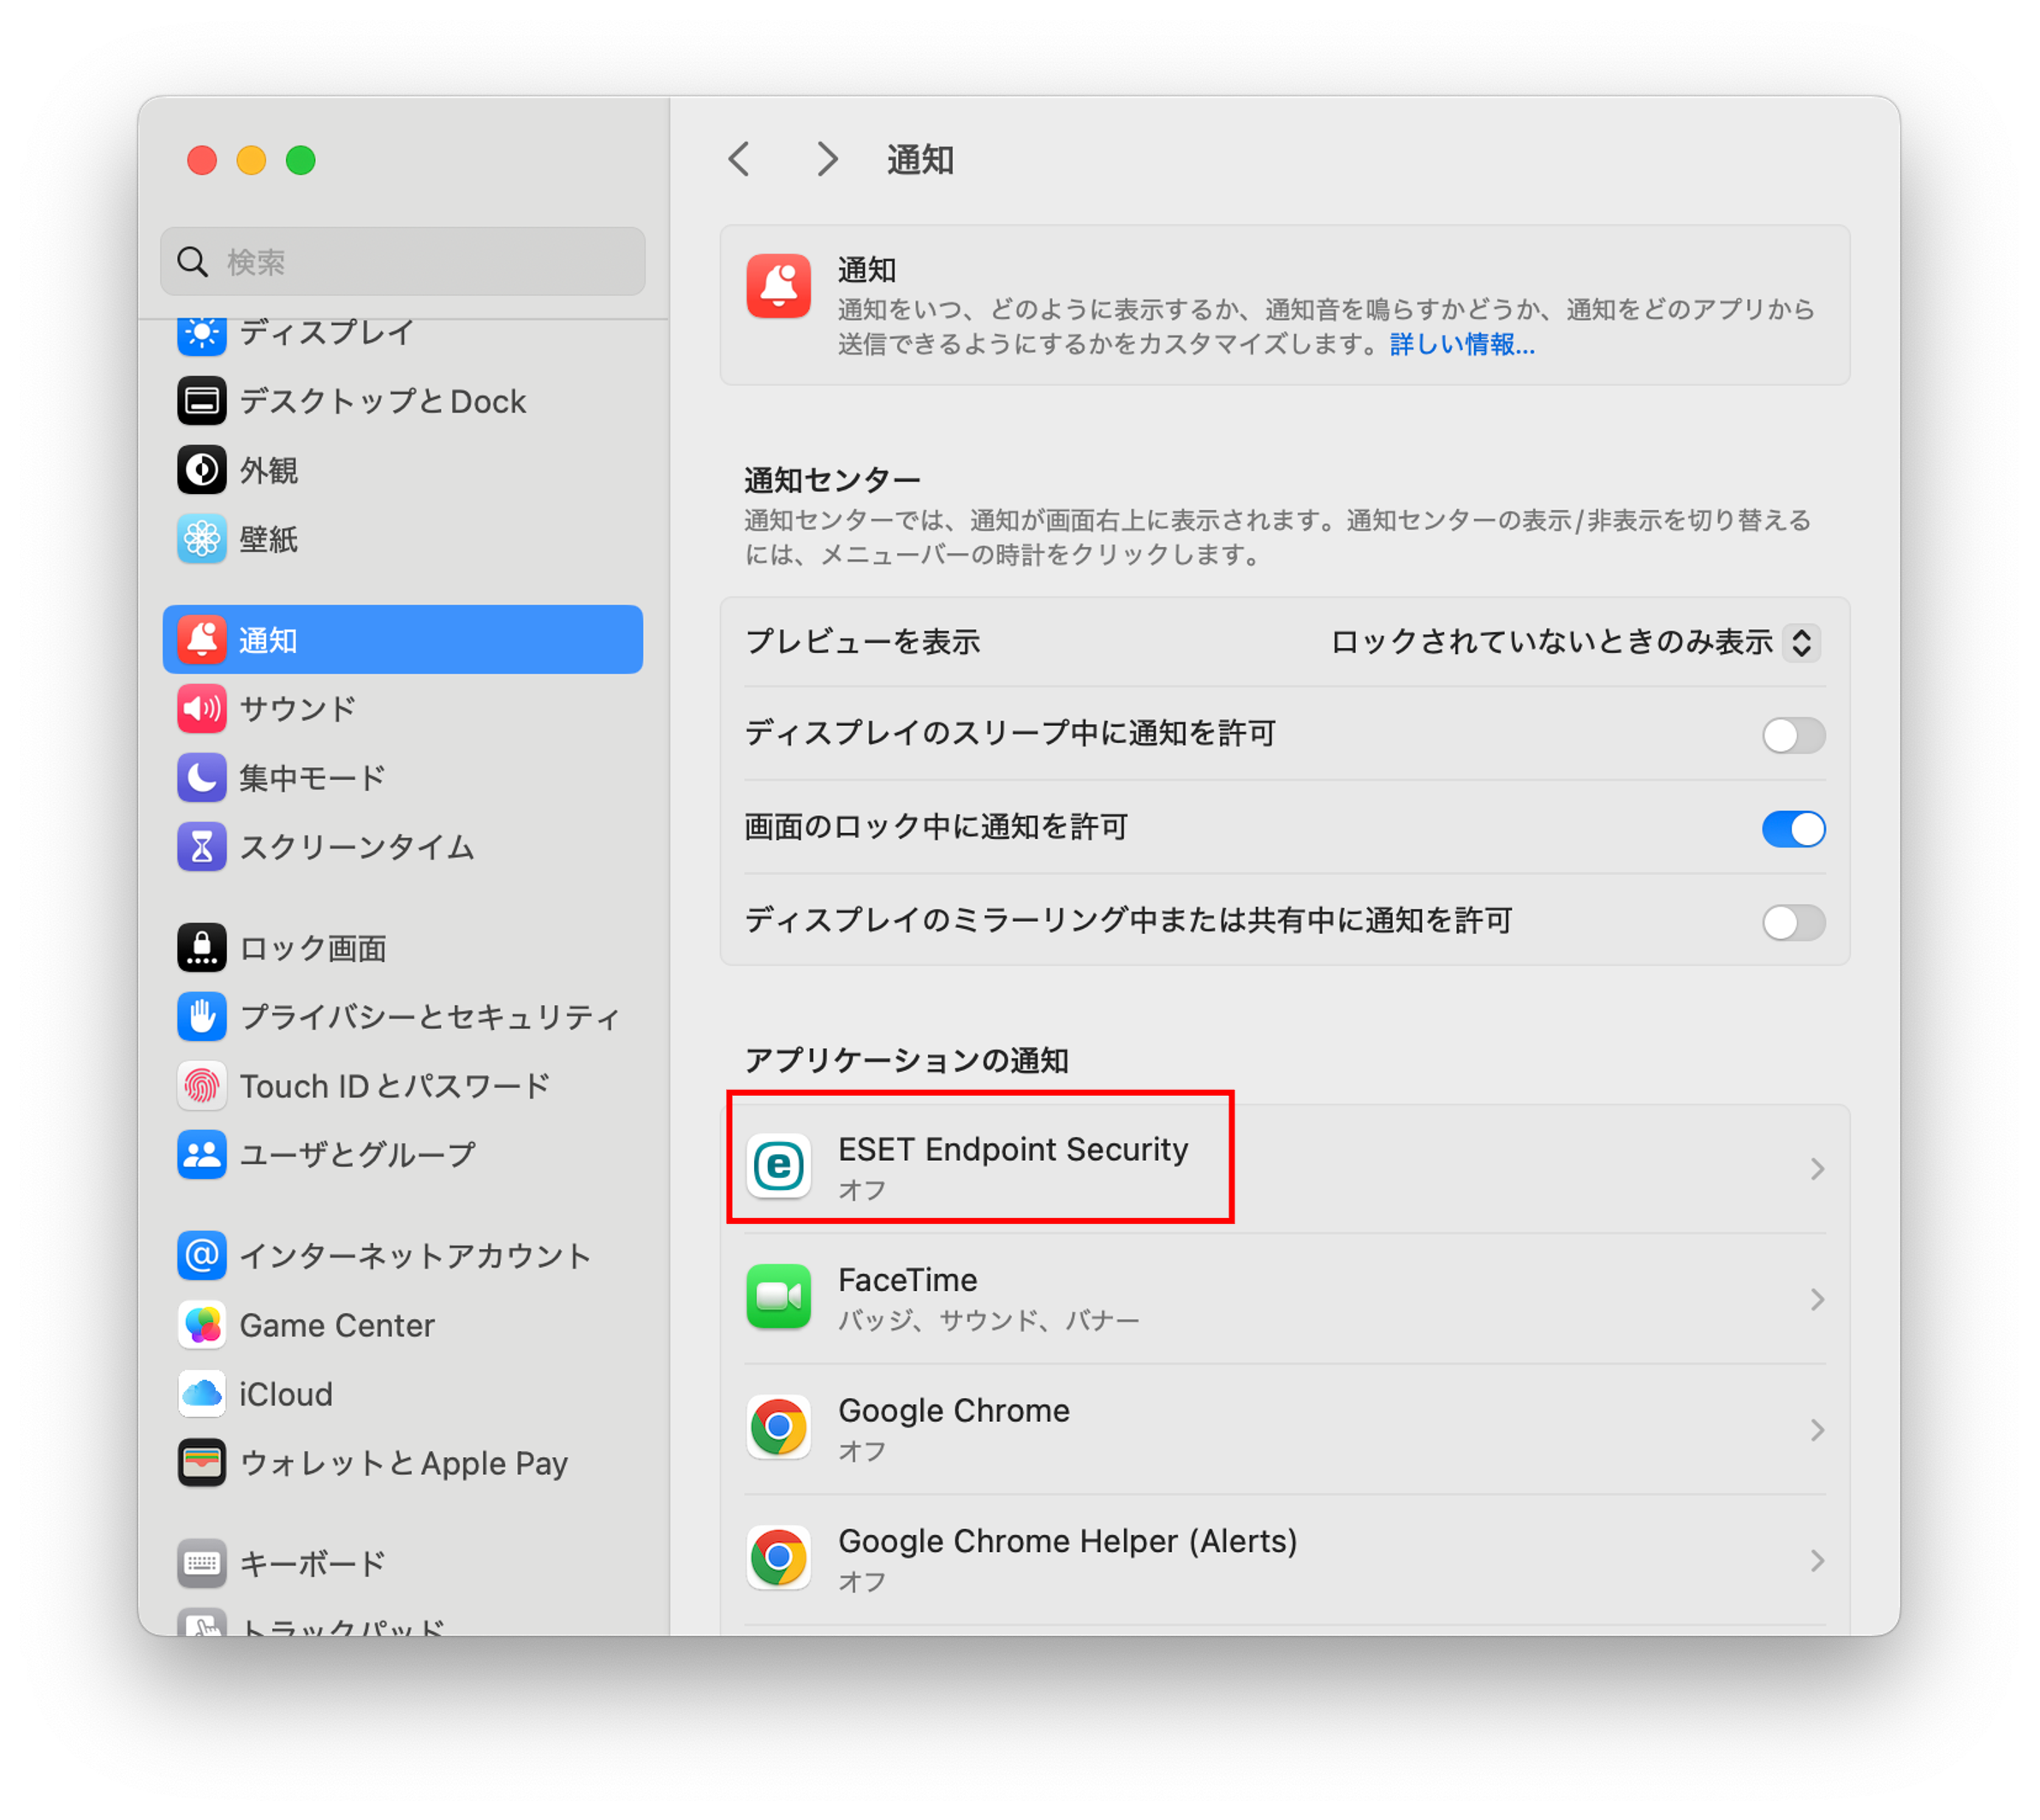 検索
ディスプレイ
デスクトップとDock
外観
壁紙
通知
サウンド
集中モード
スクリーンタイム
ロック画面
プライバシーとセキュリティ
Touch IDとパスワード
ユーザとグループ
インターネットアカウント
Game Center
iCloud
ウォレットとApple Pay
キーボード
トラックパッド
通知
通知
通知をいつ、どのように表示するか、通知音を鳴らすかどうか、通知をどのアプリから
送信できるようにするかをカスタマイズします。詳しい情報...
通知センター
通知センターでは、通知が画面右上に表示されます。通知センターの表示/非表示を切り替える
には、メニューバーの時計をクリックします。
プレビューを表示 ロックされていないときのみ表示
ディスプレイのスリープ中に通知を許可
画面のロック中に通知を許可
ディスプレイのミラーリング中または共有中に通知を許可
アプリケーションの通知
ESET Endpoint Security
オフ
FaceTime
バッジ、サウンド、バナー
Google Chrome
オフ
Google Chrome Helper (Alerts)
オフ